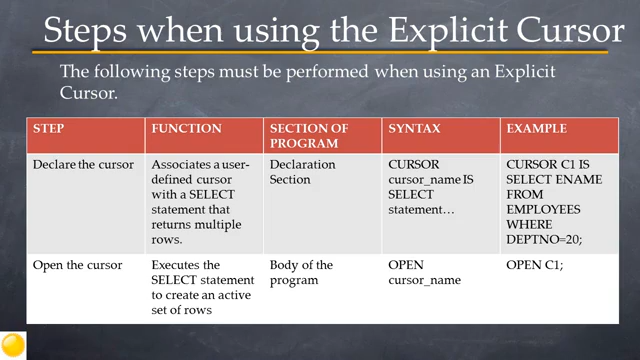 Steps when using the Explicit Cursor
The following steps must be performed when using an Explicit
Cursor.
STEP
FUNCTION
SECTION OF
PROGRAM
SYNTAX
EXAMPLE
Declare the cursor
Associates a user-
defined cursor
with a SELECT
statement that
returns multiple
rows.
Declaration
Section
CURSOR
cursor_name IS
SELECT
statement…
CURSOR C1 IS
SELECT ENAME
FROM
EMPLOYEES
WHERE
DEPTNO=20;
Open the cursor
Executes the
SELECT statement
to create an active
set of rows
Body of the
program
OPEN
cursor_name
OPEN C1;